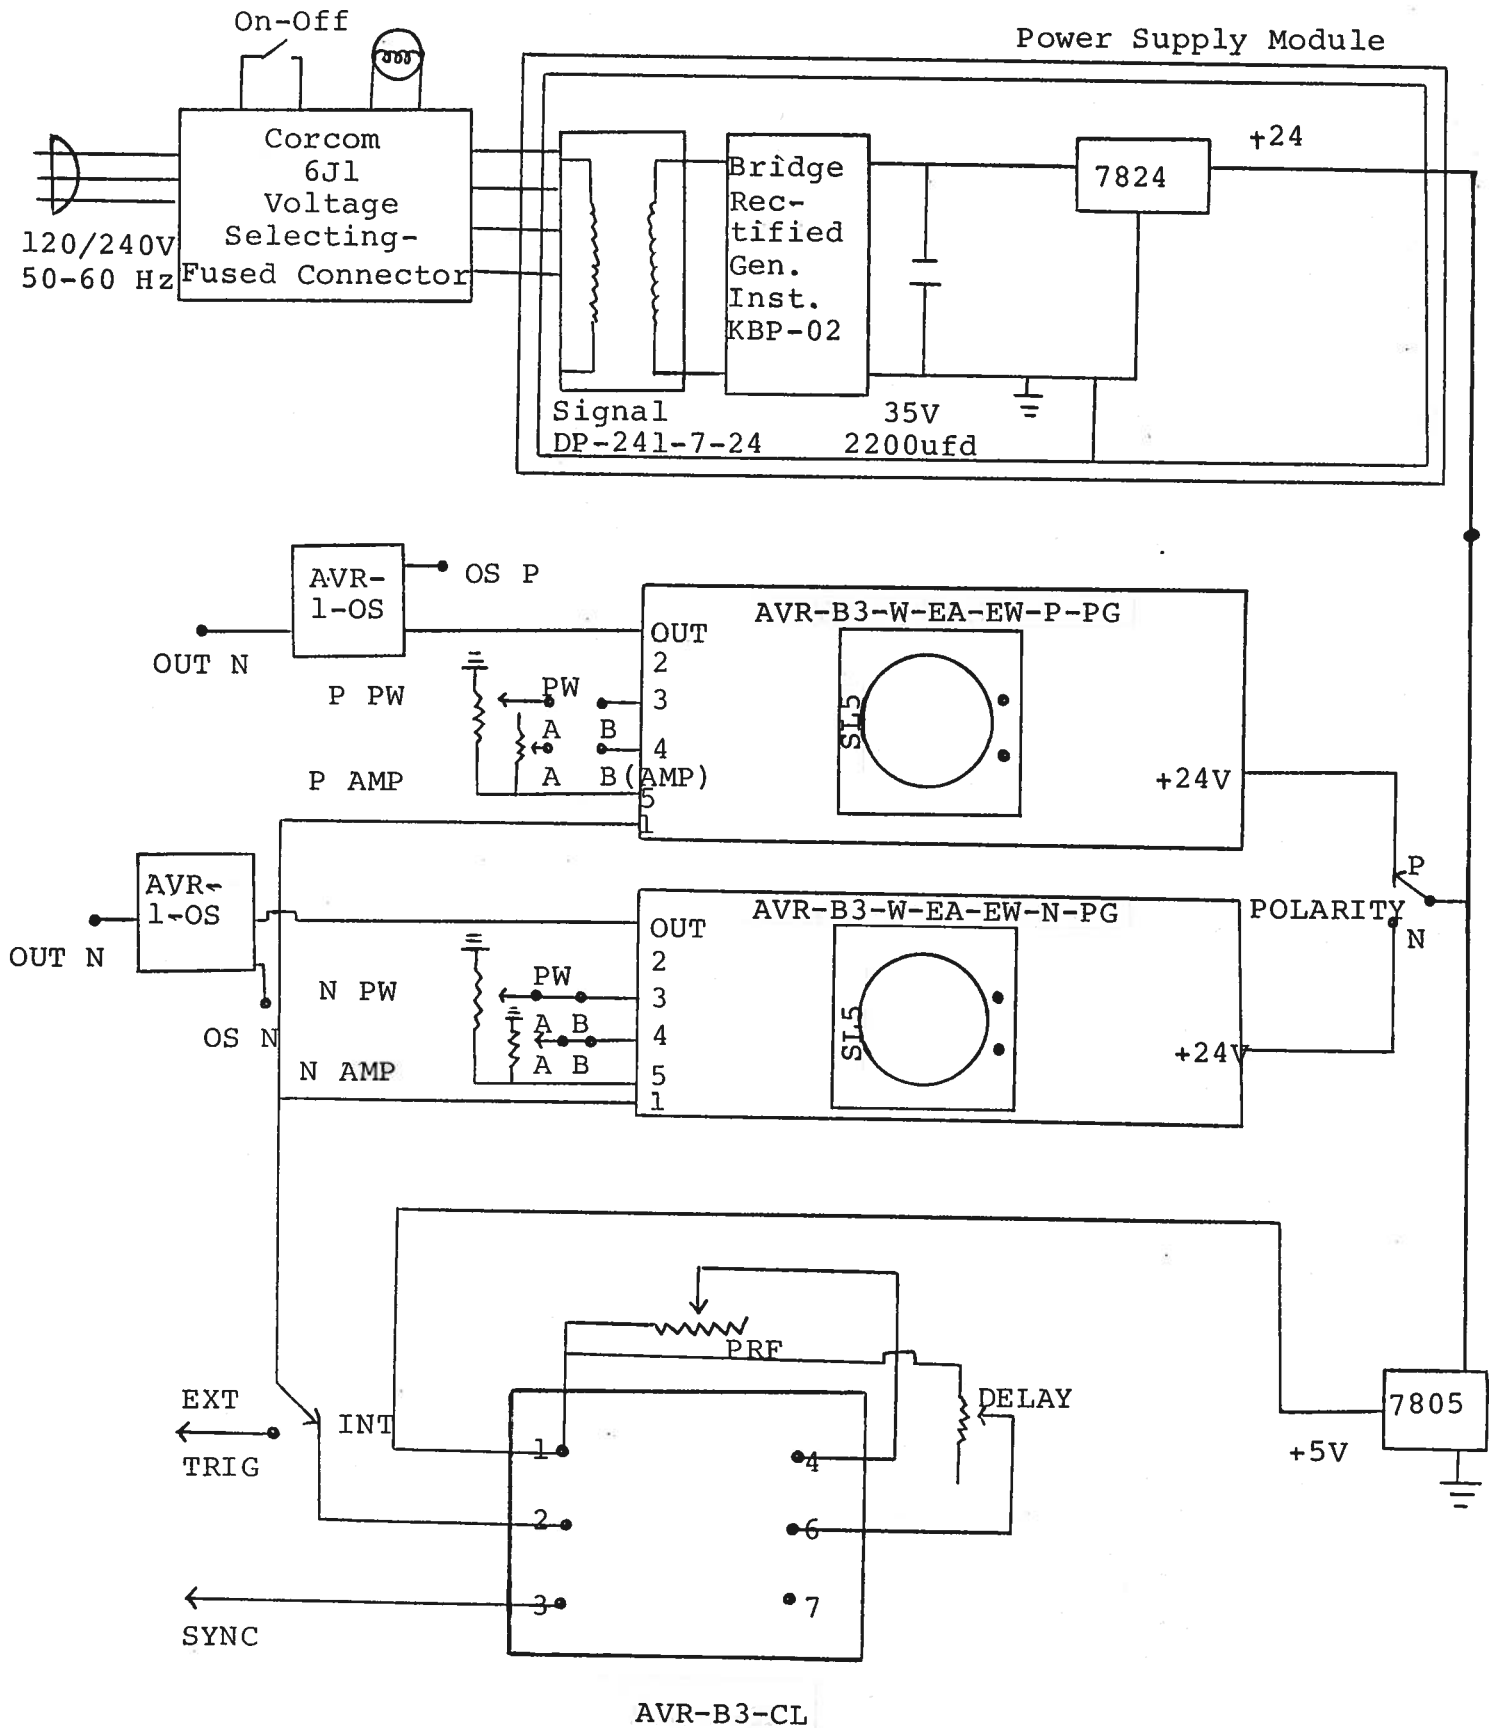 On-Off
Power Supply Module
Corcom
6J1
Voltage
Selecting-
Fused Connector
120/240V
50-60 Hz
Bridge
Rec-
tified
Gen.
Inst.
KBP-02
7824
+24
Signal
DP-241-7-24
35V
2200ufd
AVR-
1-OS
OS P
OUT N
AVR-B3-W-EA-EW-P-PG
OUT
2
3
4
5
1
SL5
+24V
P PW
PW
A B
A B(AMP)
P AMP
AVR-
1-OS
OUT N
OS N
AVR-B3-W-EA-EW-N-PG
OUT
2
3
4
5
1
SL5
+24V
N PW
PW
A B
A B
N AMP
P
POLARITY
N
PRF
DELAY
EXT
TRIG
INT
1
2
3
4
6
7
SYNC
7805
+5V
AVR-B3-CL